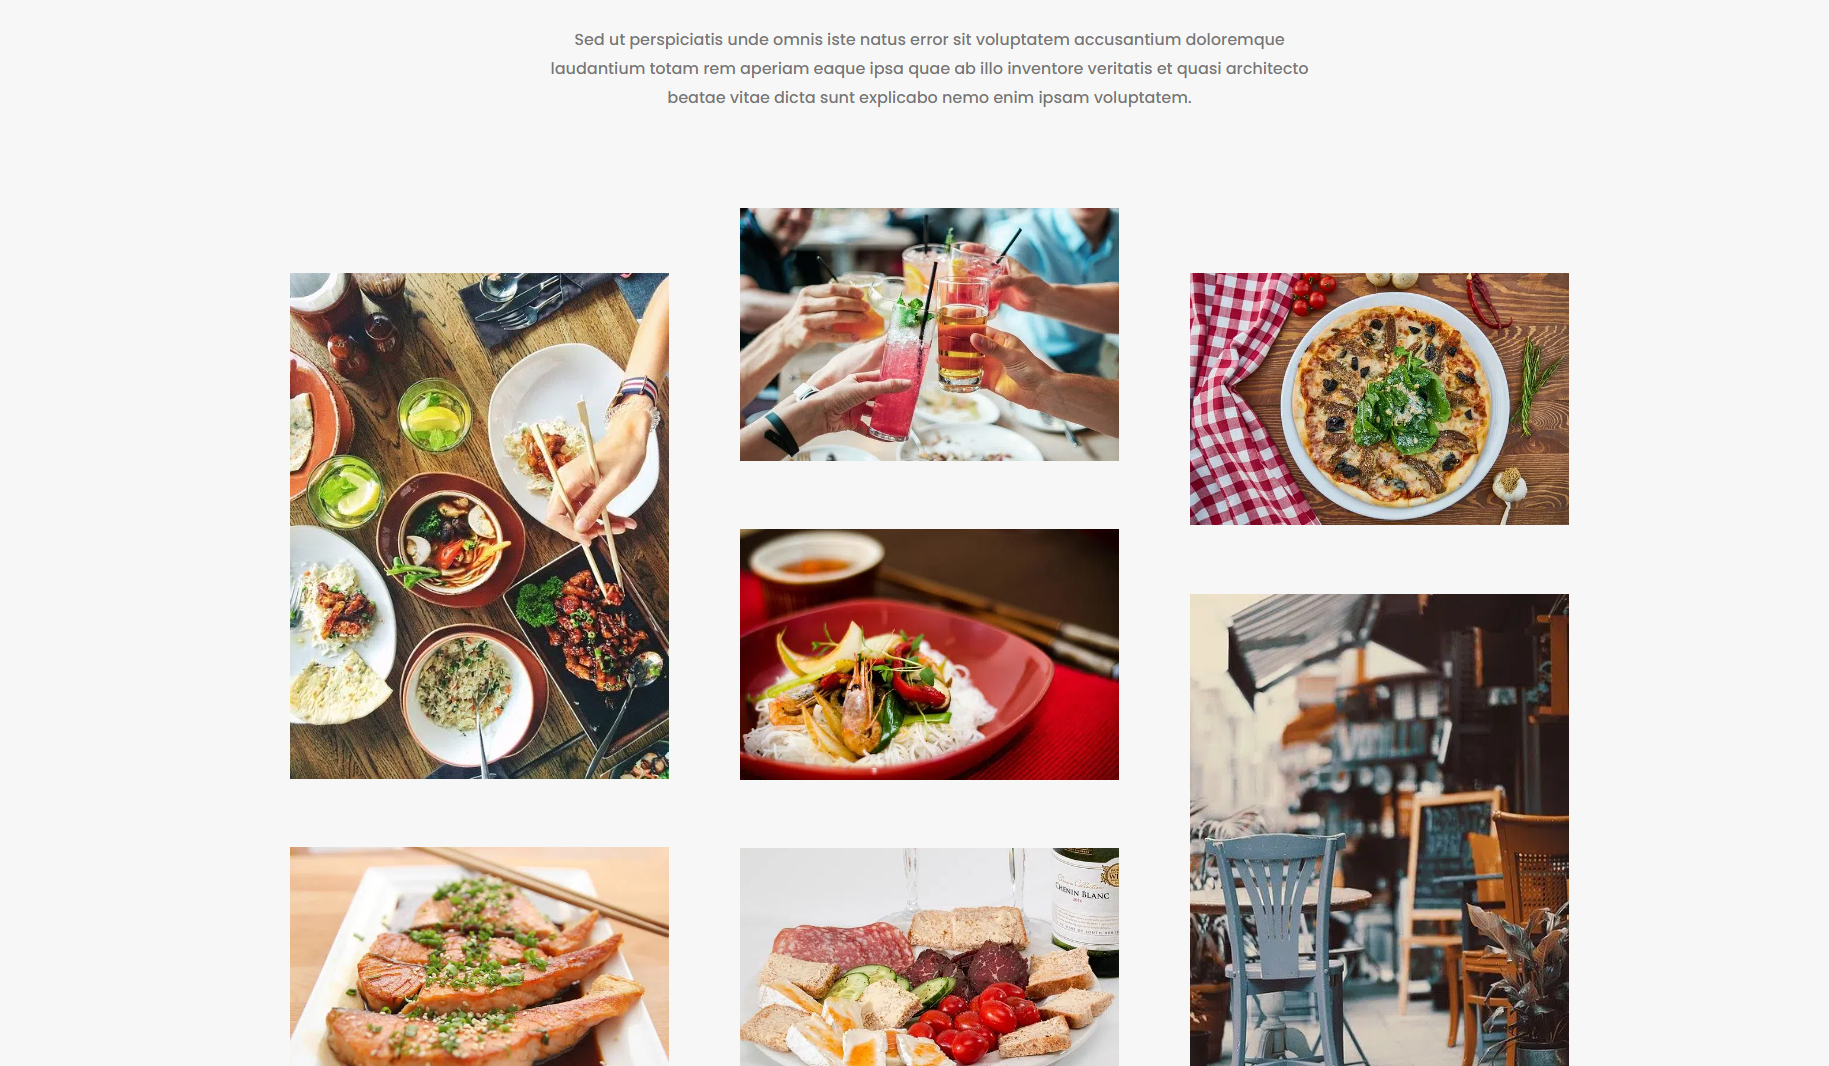 Sed ut perspiciatis unde omnis iste natus error sit voluptatem accusantium doloremque
laudantium totam rem aperiam eaque ipsa quae ab illo inventore veritatis et quasi architecto
beatae vitae dicta sunt explicabo nemo enim ipsam voluptatem.
CHENIN BLANC